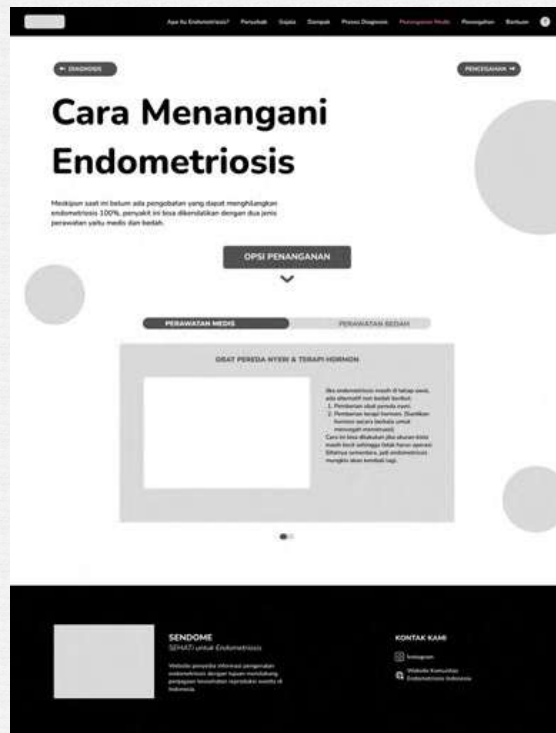 Apa Itu Endometriosis? Penyebab Gejala Dampak Proses Diagnosis Penanganan Medis Pencegahan Bantuan
← DIAGNOSIS
PENCEGAHAN →
Cara Menangani
Endometriosis
Meskipun saat ini belum ada pengobatan yang dapat menghilangkan
endometriosis 100%, penyakit ini bisa dikendalikan dengan dua jenis
perawatan yaitu medis dan bedah.
OPSI PENANGANAN
PERAWATAN MEDIS
PERAWATAN BEDAH
OBAT PEREDA NYERI & TERAPI HORMON
Jika endometriosis masih di tahap awal,
ada alternatif non bedah berikut:
1. Pemberian obat pereda nyeri.
2. Pemberian terapi hormon. (Suntikan
hormon secara berkala untuk
mencegah menstruasi)
Cara ini bisa dilakukan jika ukuran kista
masih kecil sehingga tidak harus operasi.
Sifatnya sementara, jadi endometriosis
mungkin akan kembali lagi.
SENDOME
SEHATI untuk Endometriosis
Website penyedia informasi pengenalan
endometriosis dengan tujuan mendukung
penjagaan kesehatan reproduksi wanita di
Indonesia.
KONTAK KAMI
Instagram
Website Komunitas
Endometriosis Indonesia